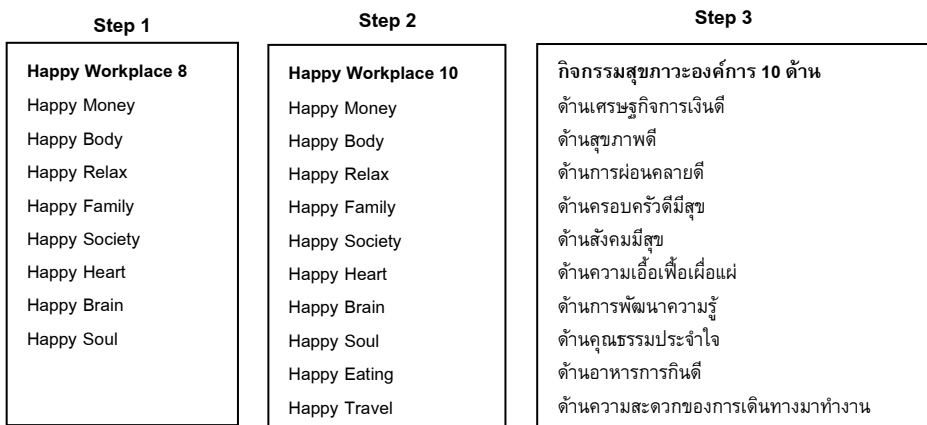 Step 1
Happy Workplace 8
Happy Money
Happy Body
Happy Relax
Happy Family
Happy Society
Happy Heart
Happy Brain
Happy Soul
Step 2
Happy Workplace 10
Happy Money
Happy Body
Happy Relax
Happy Family
Happy Society
Happy Heart
Happy Brain
Happy Soul
Happy Eating
Happy Travel
Step 3
กิจกรรมสุขภาวะองค์การ 10 ด้าน
ด้านเศรษฐกิจการเงินดี
ด้านสุขภาพดี
ด้านการผ่อนคลายดี
ด้านครอบครัวดีมีสุข
ด้านสังคมมีสุข
ด้านความเอื้อเฟื้อเผื่อแผ่
ด้านการพัฒนาความรู้
ด้านคุณธรรมประจำใจ
ด้านอาหารการกินดี
ด้านความสะดวกของการเดินทางมาทำงาน